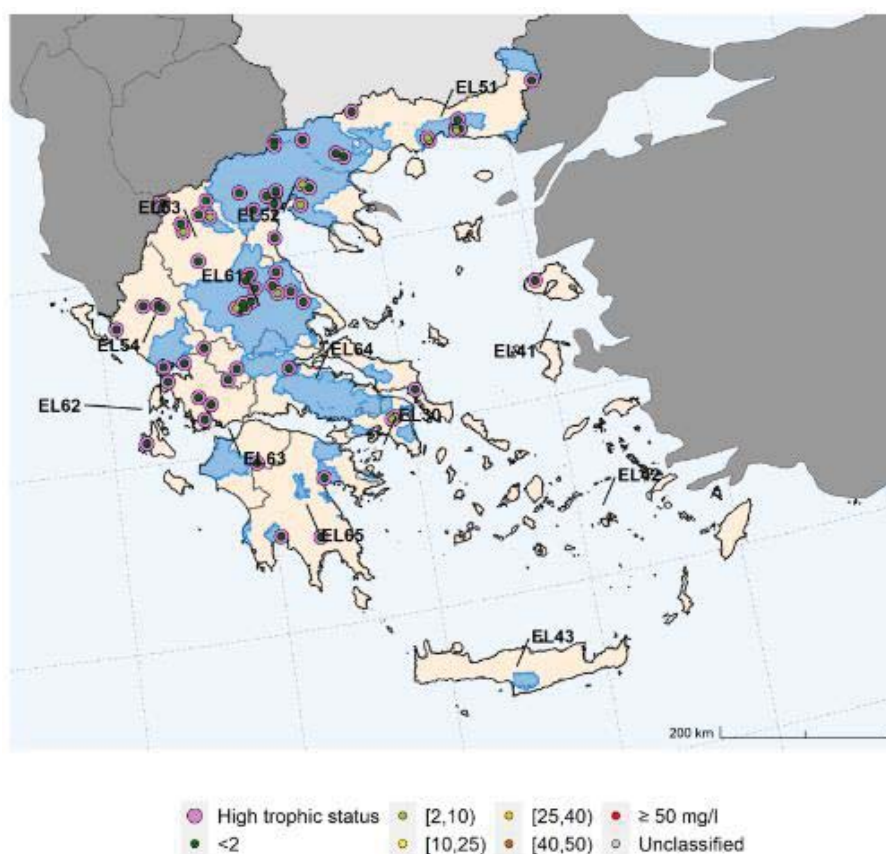 EL51
EL53
EL52
EL61
EL54
EL64
EL41
EL62
EL30
EL63
EL42
EL65
EL43
200 km
High trophic status
[2,10)
[25,40)
≥ 50 mg/l
<2
[10,25)
[40,50)
Unclassified